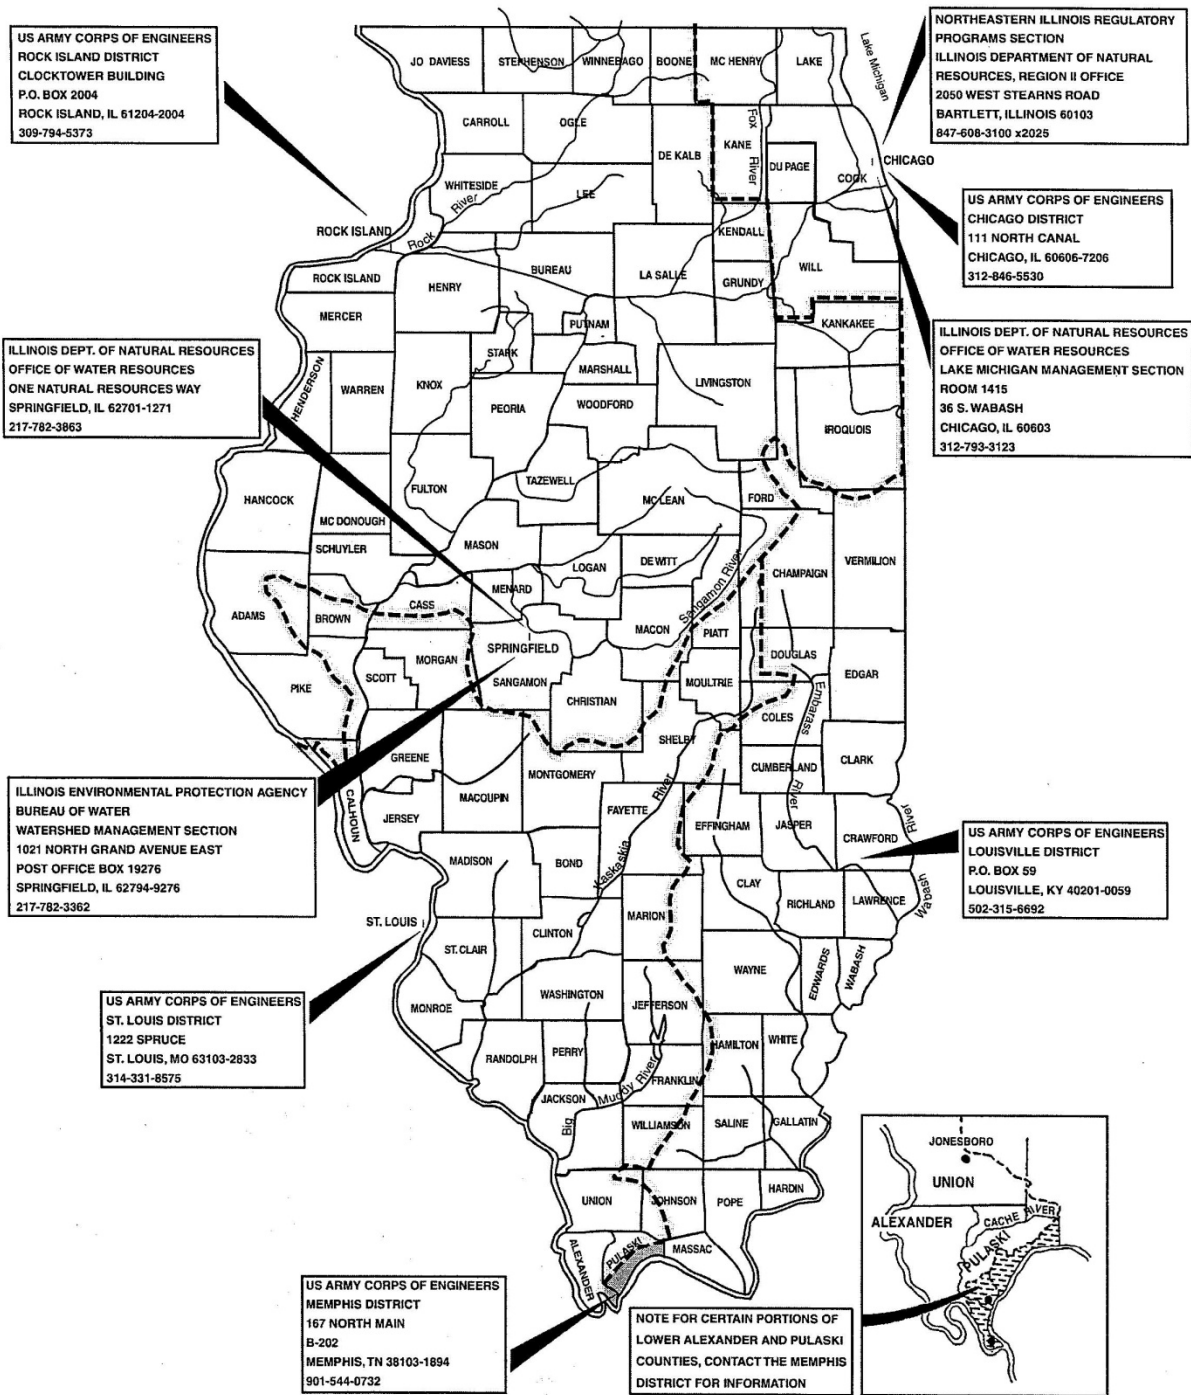 US ARMY CORPS OF ENGINEERS
ROCK ISLAND DISTRICT
CLOCKTOWER BUILDING
P.O. BOX 2004
ROCK ISLAND, IL 61204-2004
309-794-5373
NORTHEASTERN ILLINOIS REGULATORY
PROGRAMS SECTION
ILLINOIS DEPARTMENT OF NATURAL
RESOURCES, REGION II OFFICE
2050 WEST STEARNS ROAD
BARTLETT, ILLINOIS 60103
847-608-3100 x2025
US ARMY CORPS OF ENGINEERS
CHICAGO DISTRICT
111 NORTH CANAL
CHICAGO, IL 60606-7206
312-846-5530
ILLINOIS DEPT. OF NATURAL RESOURCES
OFFICE OF WATER RESOURCES
ONE NATURAL RESOURCES WAY
SPRINGFIELD, IL 62701-1271
217-782-3863
ILLINOIS DEPT. OF NATURAL RESOURCES
OFFICE OF WATER RESOURCES
LAKE MICHIGAN MANAGEMENT SECTION
ROOM 1415
36 S. WABASH
CHICAGO, IL 60603
312-793-3123
ILLINOIS ENVIRONMENTAL PROTECTION AGENCY
BUREAU OF WATER
WATERSHED MANAGEMENT SECTION
1021 NORTH GRAND AVENUE EAST
POST OFFICE BOX 19276
SPRINGFIELD, IL 62794-9276
217-782-3362
US ARMY CORPS OF ENGINEERS
LOUISVILLE DISTRICT
P.O. BOX 59
LOUISVILLE, KY 40201-0059
502-315-6692
US ARMY CORPS OF ENGINEERS
ST. LOUIS DISTRICT
1222 SPRUCE
ST. LOUIS, MO 63103-2833
314-331-8575
US ARMY CORPS OF ENGINEERS
MEMPHIS DISTRICT
167 NORTH MAIN
B-202
MEMPHIS, TN 38103-1894
901-544-0732
NOTE FOR CERTAIN PORTIONS OF
LOWER ALEXANDER AND PULASKI
COUNTIES, CONTACT THE MEMPHIS
DISTRICT FOR INFORMATION
JO DAVIESS
STEPHENSON
WINNEBAGO
BOONE
MC HENRY
LAKE
Lake Michigan
CARROLL
OGLE
DE KALB
KANE
Fox
River
DU PAGE
COOK
CHICAGO
WHITESIDE
LEE
River
Rock
ROCK ISLAND
KENDALL
ROCK ISLAND
HENRY
BUREAU
LA SALLE
GRUNDY
WILL
MERCER
PUTNAM
KANKAKEE
STARK
MARSHALL
HENDERSON
WARREN
KNOX
PEORIA
WOODFORD
LIVINGSTON
IROQUOIS
HANCOCK
MC DONOUGH
FULTON
TAZEWELL
MC LEAN
FORD
SCHUYLER
MASON
LOGAN
DE WITT
CHAMPAIGN
VERMILION
ADAMS
BROWN
CASS
MENARD
Sangamon River
MACON
PIATT
SPRINGFIELD
DOUGLAS
EDGAR
PIKE
SCOTT
MORGAN
SANGAMON
CHRISTIAN
MOULTRIE
COLES
Embarass
River
CALHOUN
GREENE
MACOUPIN
MONTGOMERY
SHELBY
CUMBERLAND
CLARK
JERSEY
FAYETTE
Kaskaskia
River
EFFINGHAM
JASPER
CRAWFORD
MADISON
BOND
CLAY
RICHLAND
LAWRENCE
Wabash
River
ST. LOUIS
ST. CLAIR
CLINTON
MARION
MONROE
WASHINGTON
JEFFERSON
WAYNE
EDWARDS
WABASH
RANDOLPH
PERRY
HAMILTON
WHITE
FRANKLIN
JACKSON
Big
Muddy River
WILLIAMSON
SALINE
GALLATIN
UNION
JOHNSON
POPE
HARDIN
ALEXANDER
PULASKI
MASSAC
JONESBORO
UNION
ALEXANDER
CACHE RIVER
PULASKI